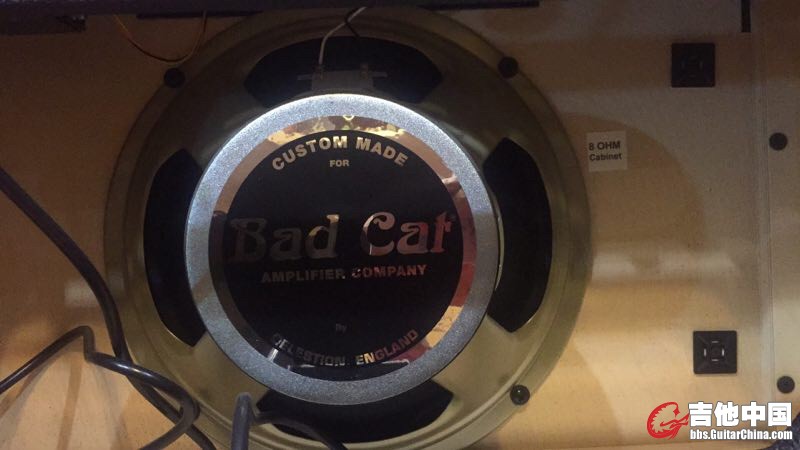 CUSTOM MADE
FOR
Bad Cat
AMPLIFIER COMPANY
By
CELESTION, ENGLAND
8 OHM
Cabinet
吉他中国
bbs.GuitarChina.com